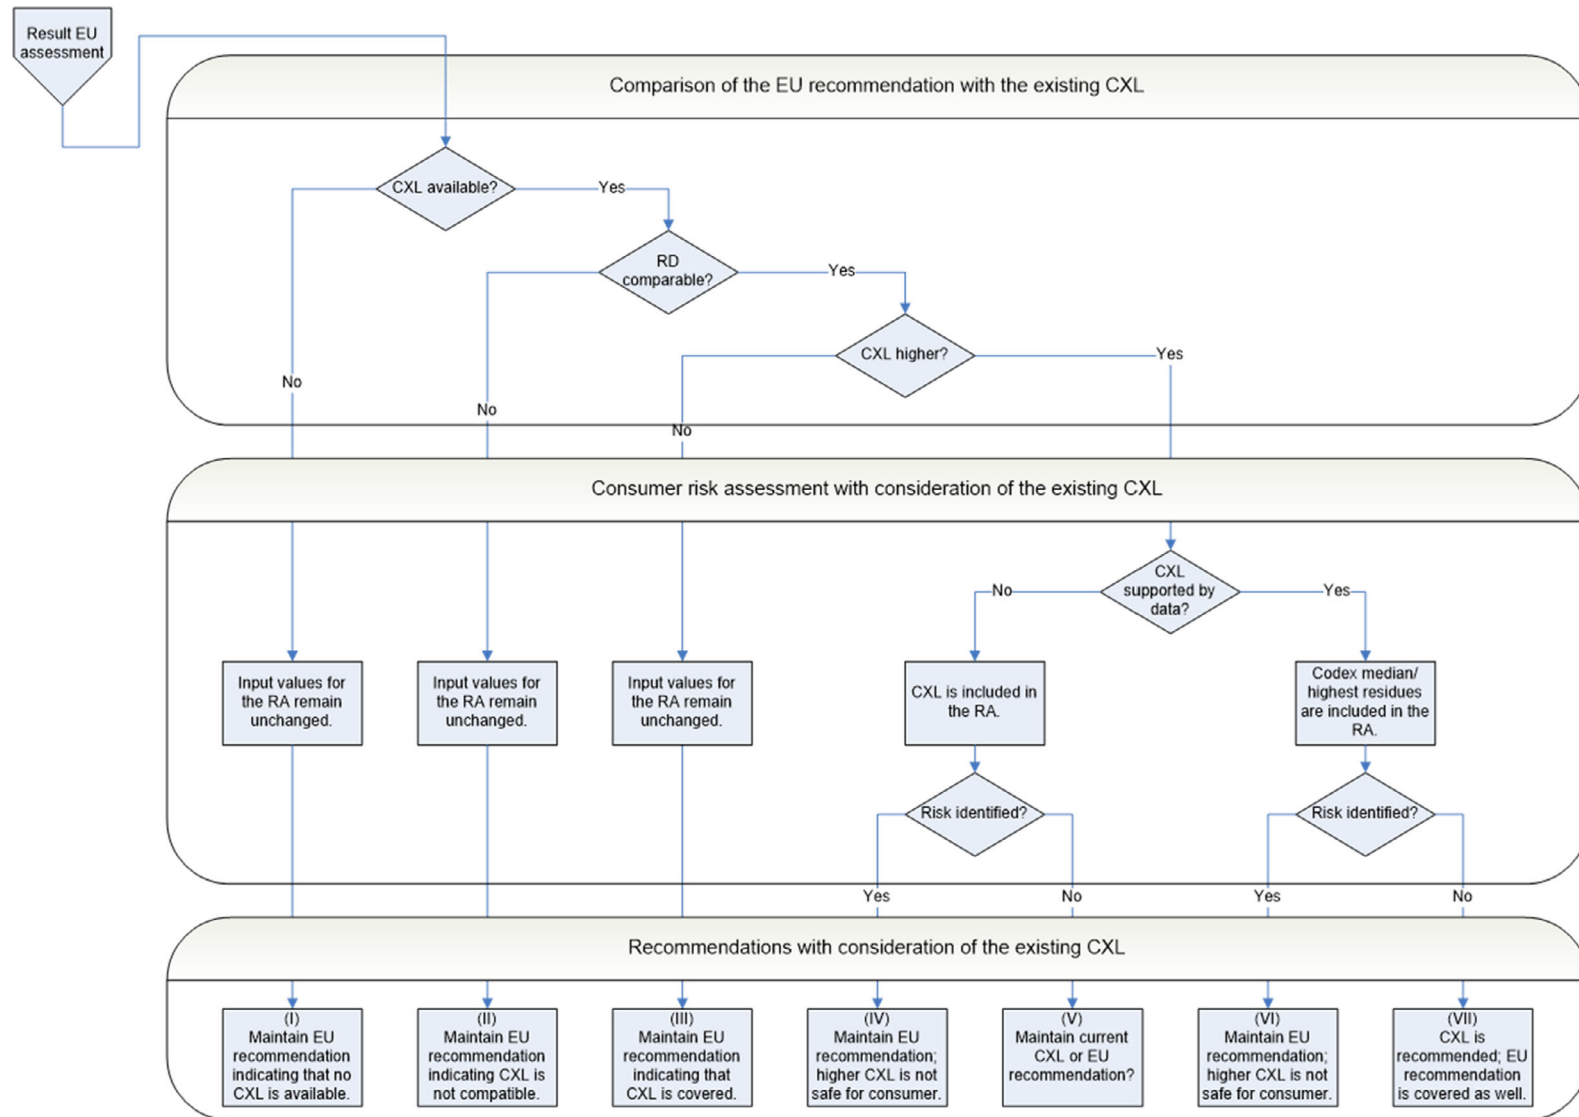 Result EU
assessment
Comparison of the EU recommendation with the existing CXL
CXL available?
Yes
RD
comparable?
Yes
CXL higher?
Yes
No
No
No
Consumer risk assessment with consideration of the existing CXL
CXL
supported by
data?
No
Yes
Input values for
the RA remain
unchanged.
Input values for
the RA remain
unchanged.
Input values for
the RA remain
unchanged.
CXL is included in
the RA.
Codex median/
highest residues
are included in the
RA.
Risk identified?
Risk identified?
Yes
No
Yes
No
Recommendations with consideration of the existing CXL
(I)
Maintain EU
recommendation
indicating that no
CXL is available.
(II)
Maintain EU
recommendation
indicating CXL is
not compatible.
(III)
Maintain EU
recommendation
indicating that
CXL is covered.
(IV)
Maintain EU
recommendation;
higher CXL is not
safe for consumer.
(V)
Maintain current
CXL or EU
recommendation?
(VI)
Maintain EU
recommendation;
higher CXL is not
safe for consumer.
(VII)
CXL is
recommended; EU
recommendation
is covered as well.